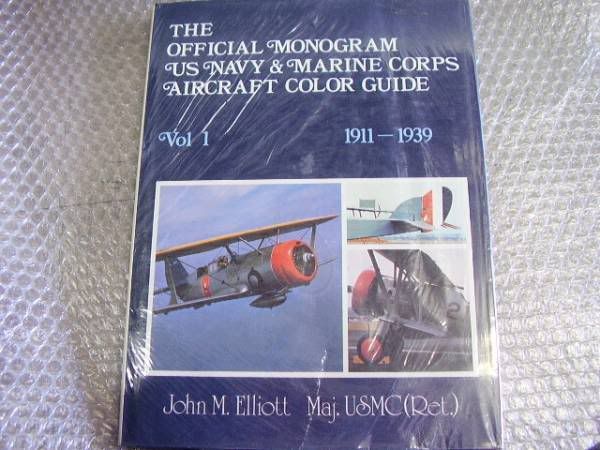 THE
OFFICIAL MONOGRAM
US NAVY & MARINE CORPS
AIRCRAFT COLOR GUIDE
Vol 1 1911—1939
2
John M. Elliott Maj. USMC (Ret.)